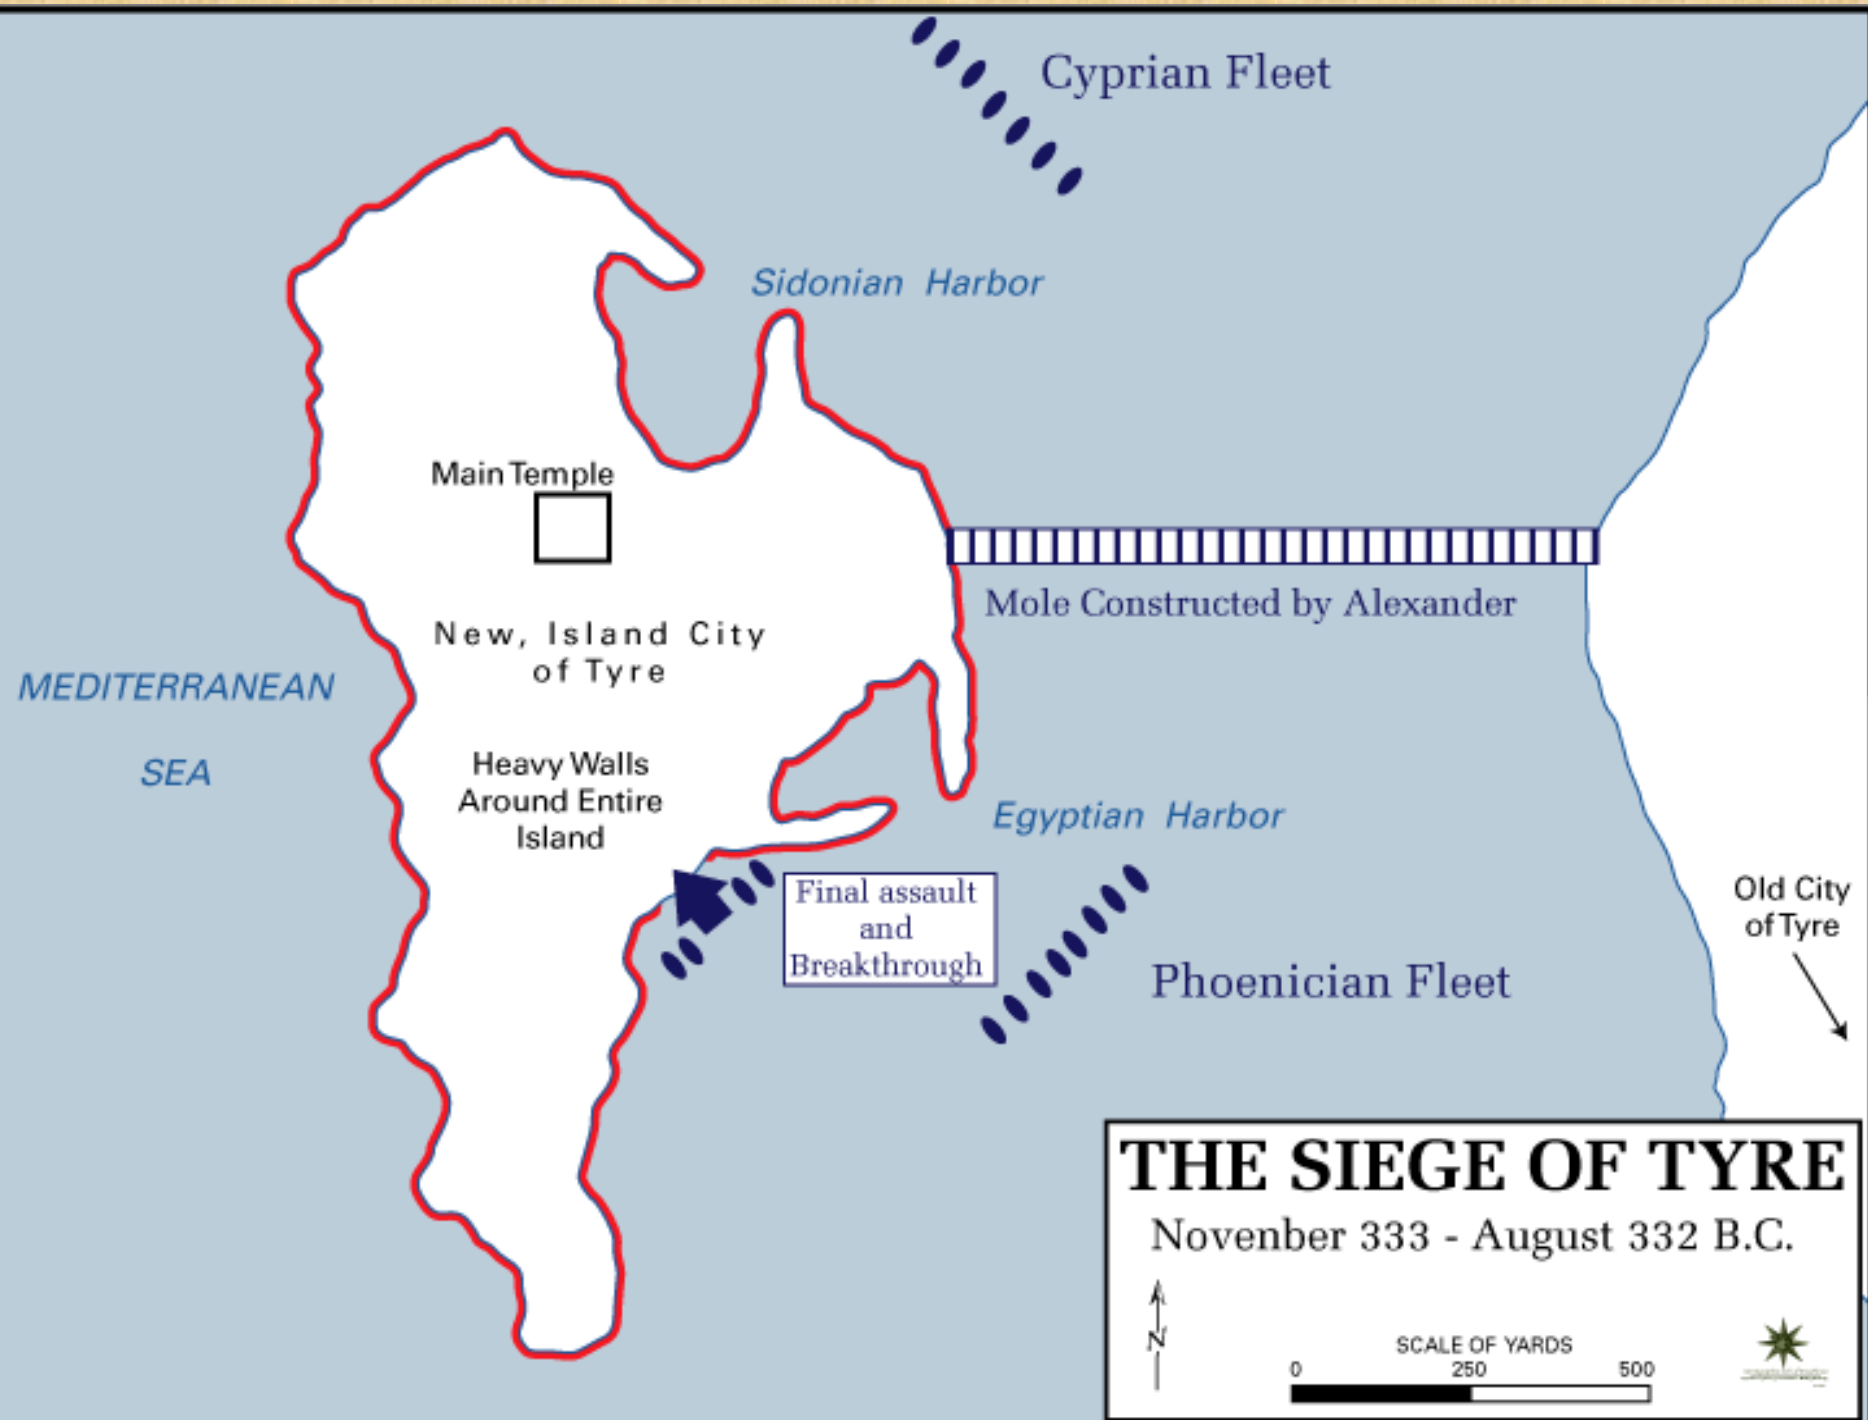 Cyprian Fleet
Sidonian Harbor
Main Temple
Mole Constructed by Alexander
New, Island City
of Tyre
MEDITERRANEAN
SEA
Heavy Walls
Around Entire
Island
Egyptian Harbor
Final assault
and
Breakthrough
Phoenician Fleet
Old City
of Tyre
THE SIEGE OF TYRE
Novenber 333 - August 332 B.C.
N
SCALE OF YARDS
0 250 500